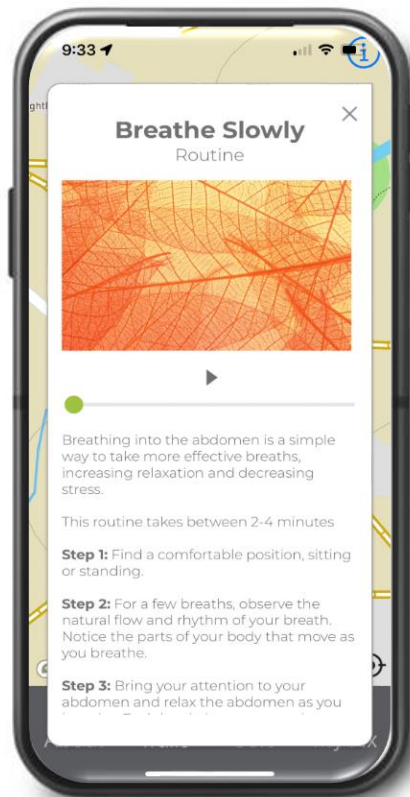 9:33
Breathe Slowly
Routine
Breathing into the abdomen is a simple
way to take more effective breaths,
increasing relaxation and decreasing
stress.
This routine takes between 2-4 minutes
Step 1: Find a comfortable position, sitting
or standing.
Step 2: For a few breaths, observe the
natural flow and rhythm of your breath.
Notice the parts of your body that move as
you breathe.
Step 3: Bring your attention to your
abdomen and relax the abdomen as you